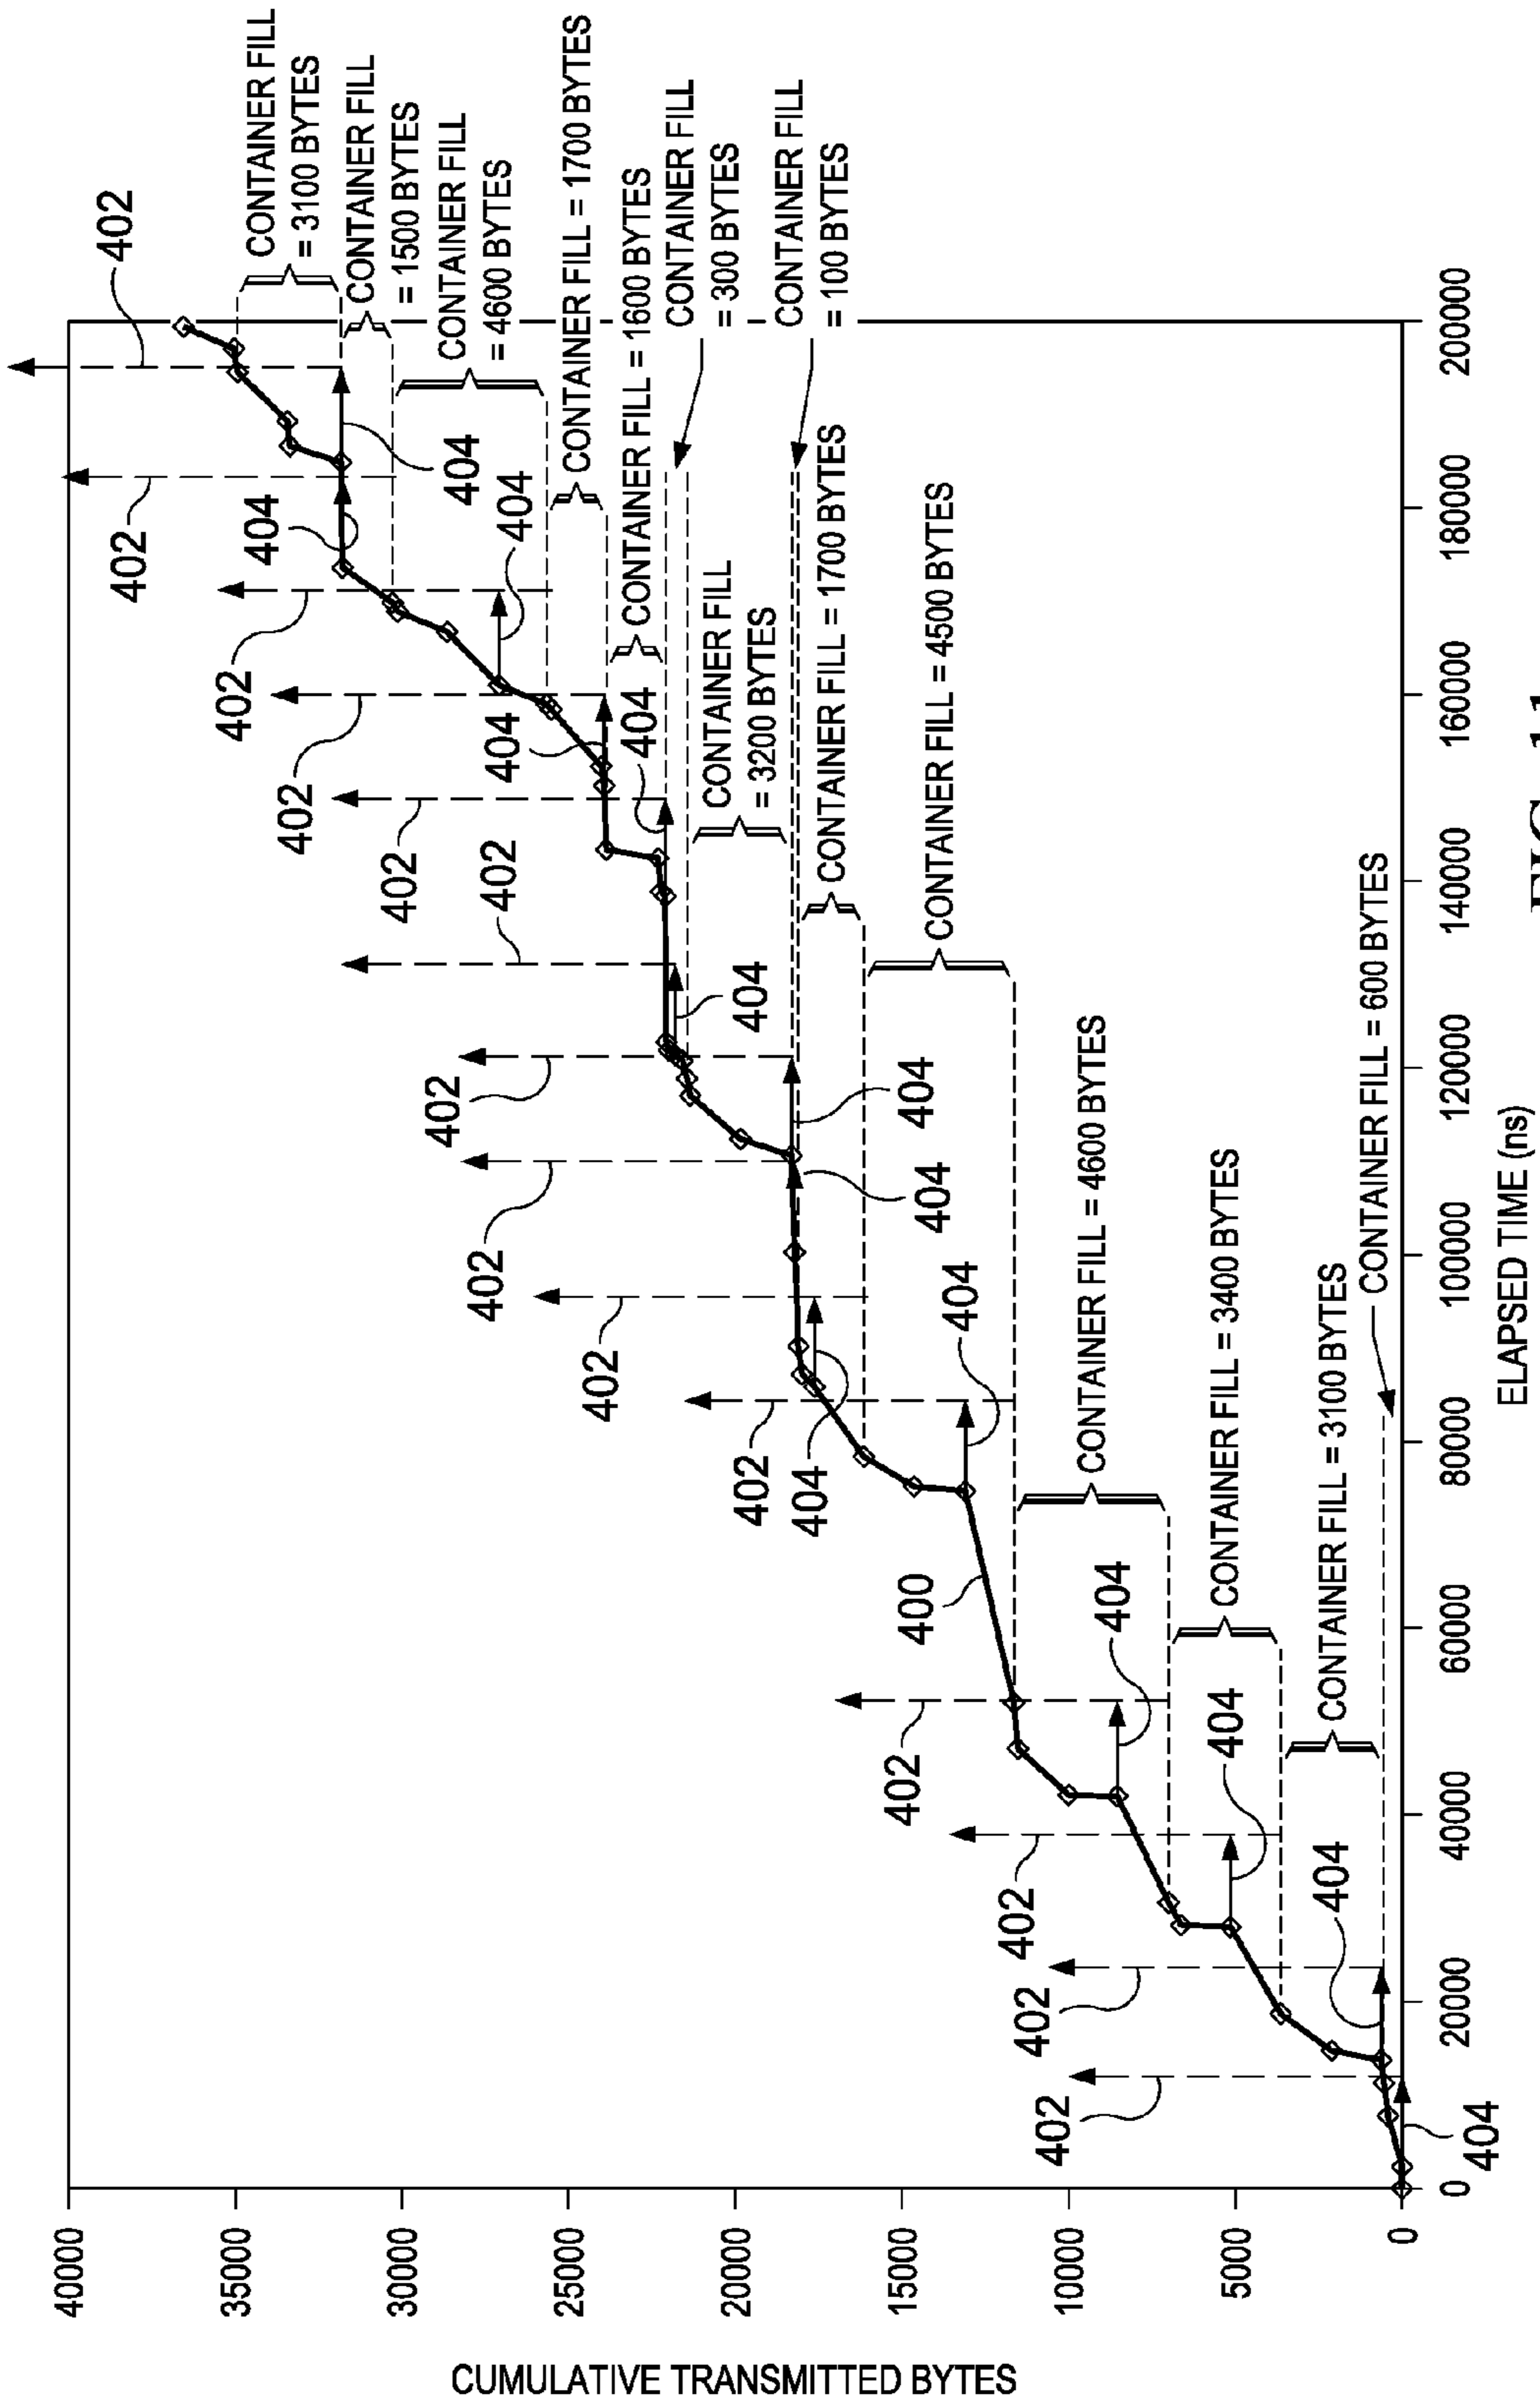 CUMULATIVE TRANSMITTED BYTES
40000
35000
30000
25000
20000
15000
10000
5000
0
0
20000
40000
60000
80000
100000
120000
140000
160000
180000
200000
ELAPSED TIME (ns)
402
402
402
402
402
402
402
402
402
402
402
402
402
402
404
404
404
404
404
404
404
404
404
404
404
404
404
404
400
CONTAINER FILL
= 3100 BYTES
CONTAINER FILL
= 1500 BYTES
CONTAINER FILL
= 4600 BYTES
CONTAINER FILL = 1700 BYTES
CONTAINER FILL = 1600 BYTES
CONTAINER FILL
= 300 BYTES
CONTAINER FILL
= 3200 BYTES
CONTAINER FILL
= 100 BYTES
CONTAINER FILL = 1700 BYTES
CONTAINER FILL = 4500 BYTES
CONTAINER FILL = 4600 BYTES
CONTAINER FILL = 3400 BYTES
CONTAINER FILL = 3100 BYTES
CONTAINER FILL = 600 BYTES